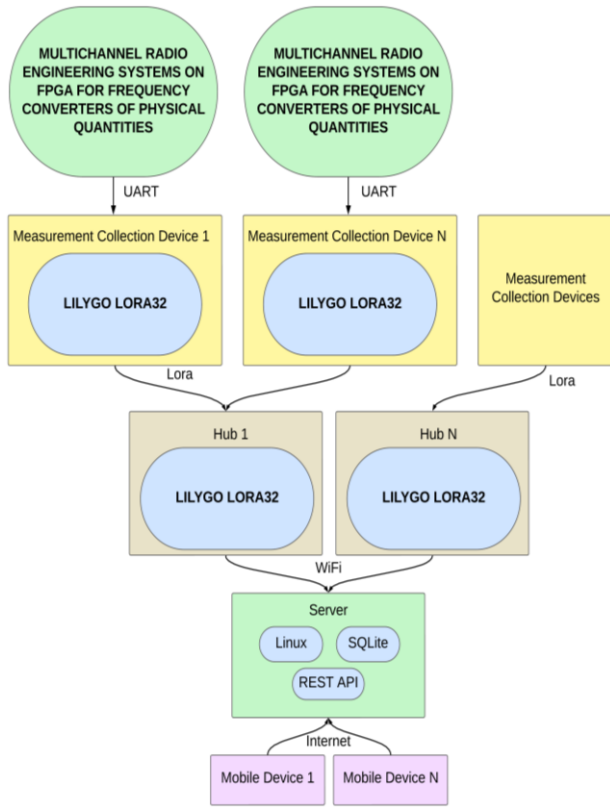 MULTICHANNEL RADIO
ENGINEERING SYSTEMS ON
FPGA FOR FREQUENCY
CONVERTERS OF PHYSICAL
QUANTITIES
MULTICHANNEL RADIO
ENGINEERING SYSTEMS ON
FPGA FOR FREQUENCY
CONVERTERS OF PHYSICAL
QUANTITIES
UART
UART
Measurement Collection Device 1
LILYGO LORA32
Measurement Collection Device N
LILYGO LORA32
Measurement
Collection Devices
Lora
Lora
Hub 1
LILYGO LORA32
Hub N
LILYGO LORA32
WiFi
Server
Linux
SQLite
REST API
Internet
Mobile Device 1
Mobile Device N